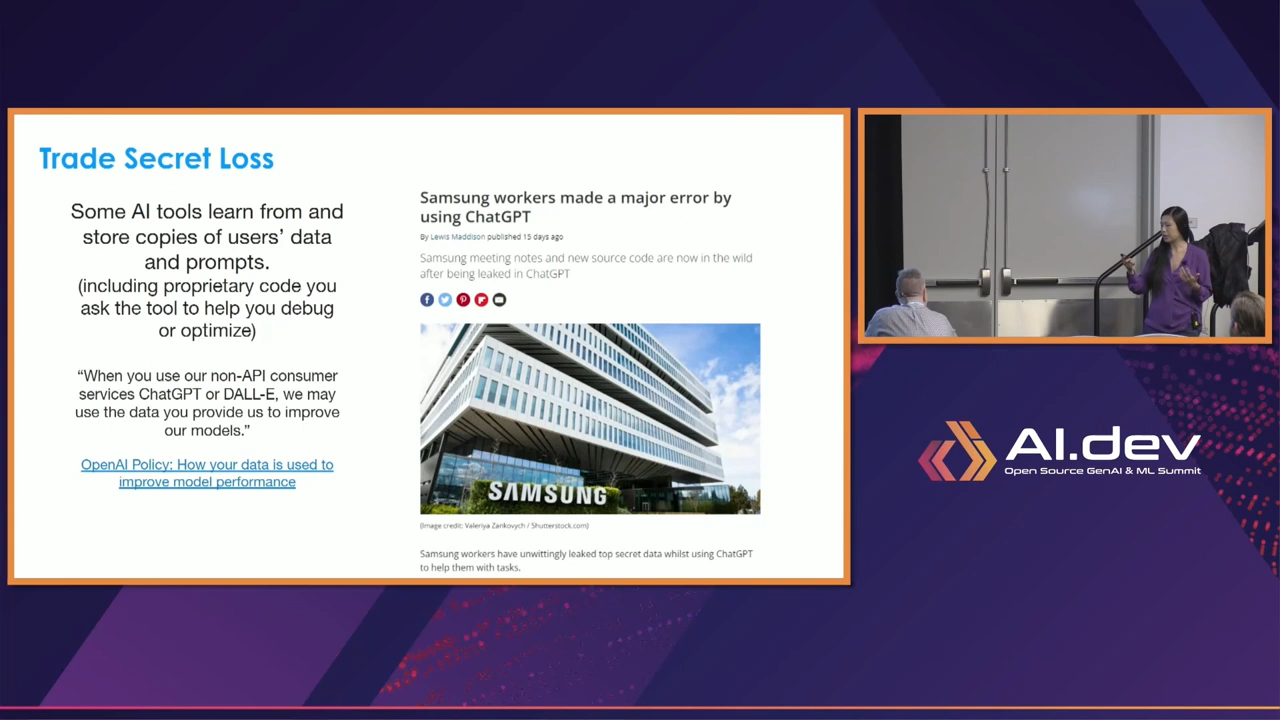 Trade Secret Loss
Some AI tools learn from and
store copies of users’ data
and prompts.
(including proprietary code you
ask the tool to help you debug
or optimize)
“When you use our non-API consumer
services ChatGPT or DALL-E, we may
use the data you provide us to improve
our models.”
OpenAI Policy: How your data is used to
improve model performance
Samsung workers made a major error by
using ChatGPT
By Lewis Maddison published 15 days ago
Samsung meeting notes and new source code are now in the wild
after being leaked in ChatGPT
SAMSUNG
(Image credit: Valeriya Zankovych / Shutterstock.com)
Samsung workers have unwittingly leaked top secret data whilst using ChatGPT
to help them with tasks.
AI.dev
Open Source GenAI & ML Summit